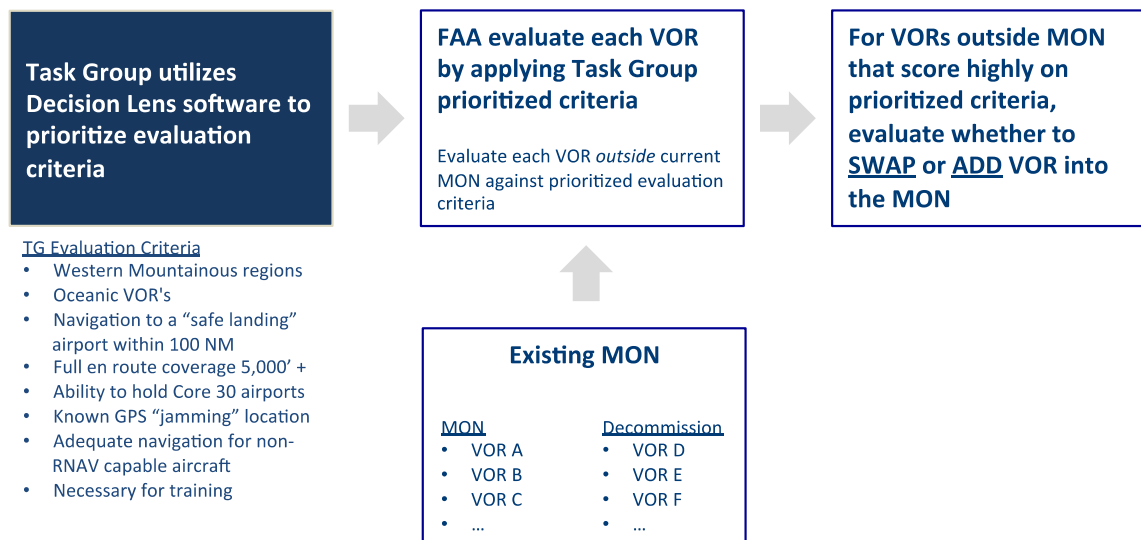 Task Group utilizes
Decision Lens software to
prioritize evaluation
criteria
TG Evaluation Criteria
• Western Mountainous regions
• Oceanic VOR's
• Navigation to a “safe landing”
airport within 100 NM
• Full en route coverage 5,000’ +
• Ability to hold Core 30 airports
• Known GPS “jamming” location
• Adequate navigation for non-
RNAV capable aircraft
• Necessary for training
FAA evaluate each VOR
by applying Task Group
prioritized criteria
Evaluate each VOR outside current
MON against prioritized evaluation
criteria
Existing MON
MON
• VOR A
• VOR B
• VOR C
• ...
Decommission
• VOR D
• VOR E
• VOR F
• ...
For VORs outside MON
that score highly on
prioritized criteria,
evaluate whether to
SWAP or ADD VOR into
the MON